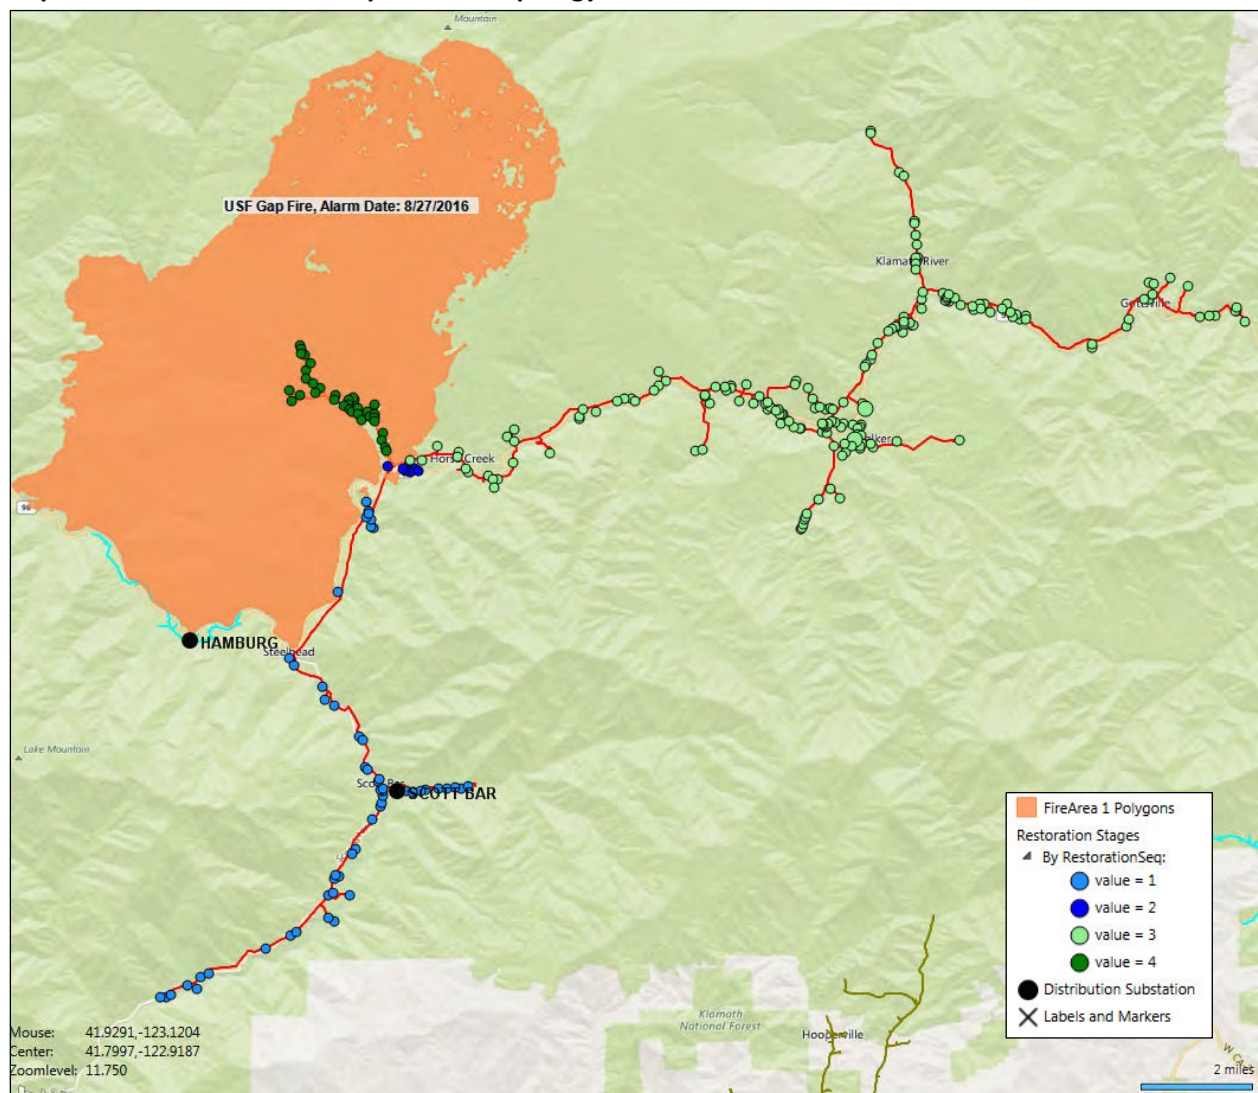 Mountain
USF Gap Fire, Alarm Date: 8/27/2016
Klamath River
Horse Creek
96
HAMBURG
Steelhead
Lake Mountain
SCOTT BAR
FireArea 1 Polygons
Restoration Stages
By RestorationSeq:
value = 1
value = 2
value = 3
value = 4
Distribution Substation
Labels and Markers
Klamath
National Forest
Hooperville
Mouse: 41.9291,-123.1204
Center: 41.7997,-122.9187
Zoomlevel: 11.750
2 miles